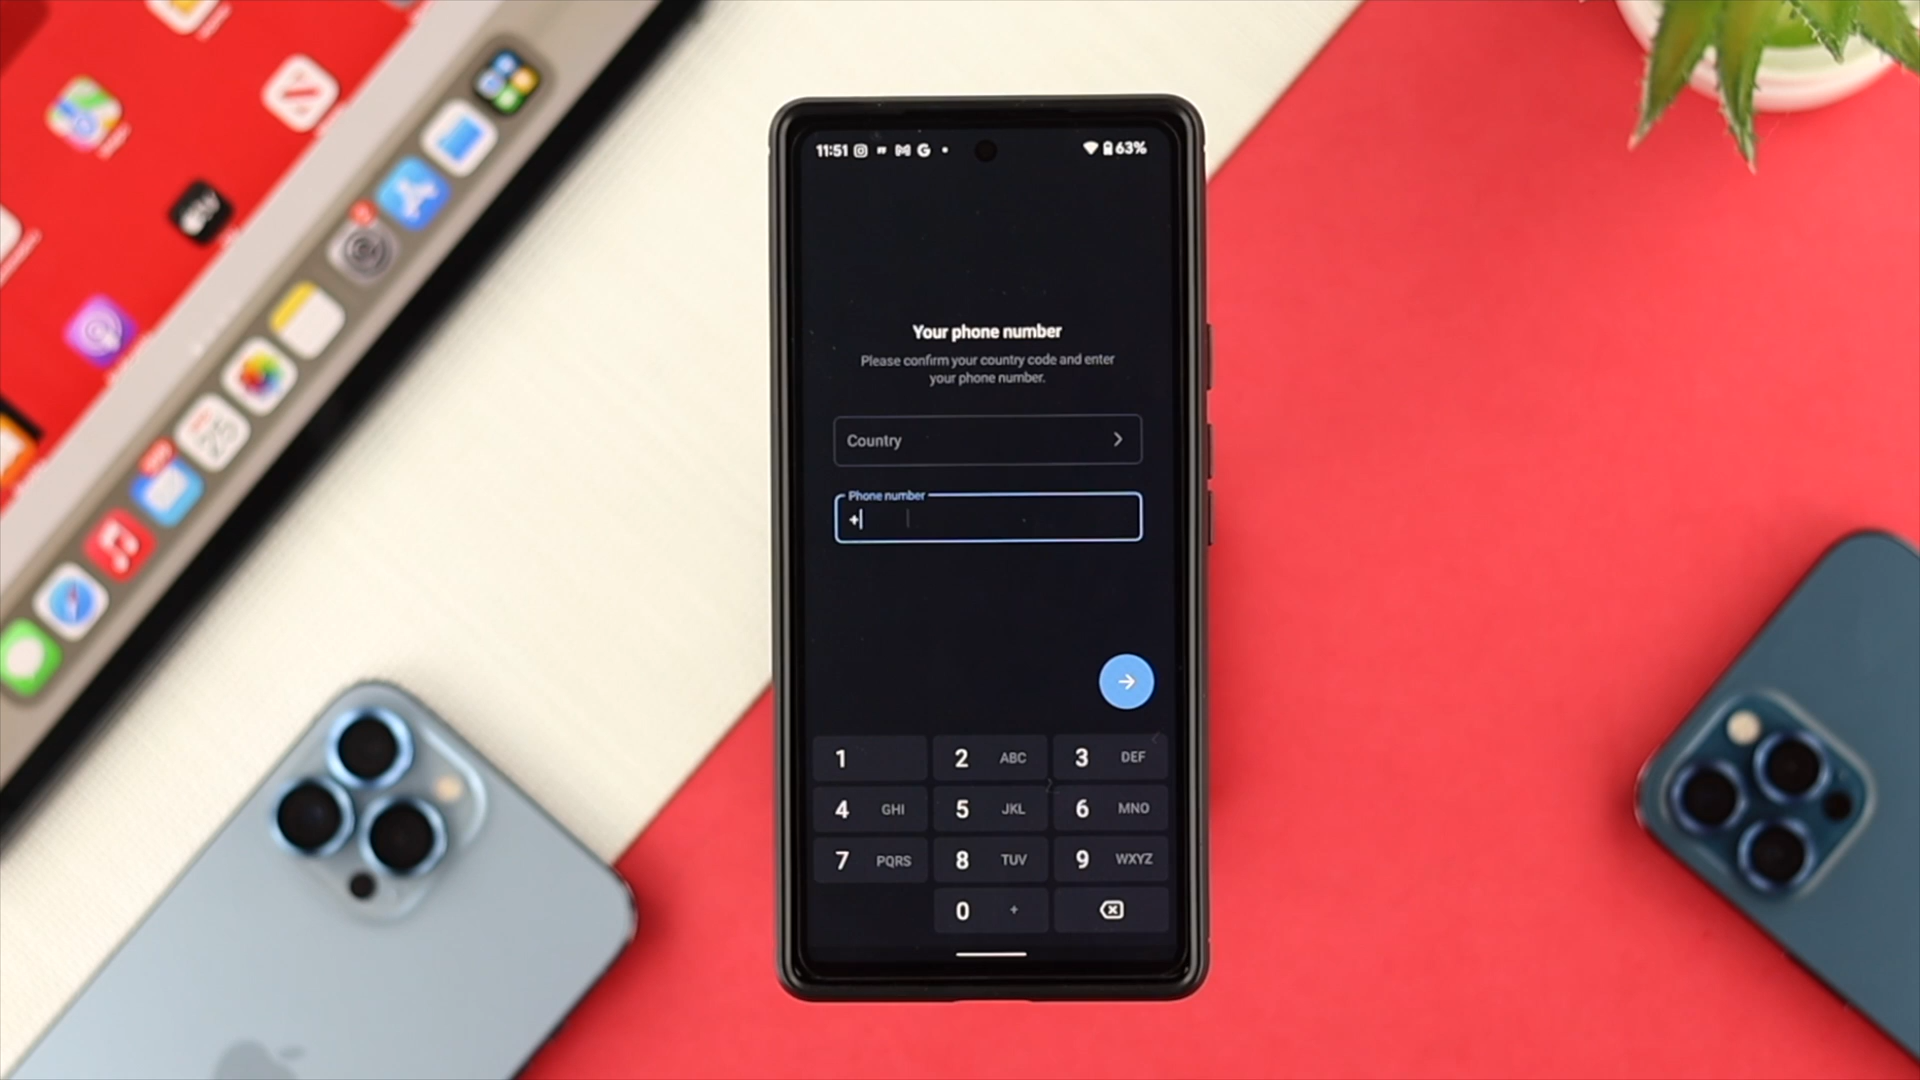 11:51
63%
Your phone number
Please confirm your country code and enter
your phone number.
Country
Phone number
+
1
2 ABC
3 DEF
4 GHI
5 JKL
6 MNO
7 PQRS
8 TUV
9 WXYZ
0 +
25